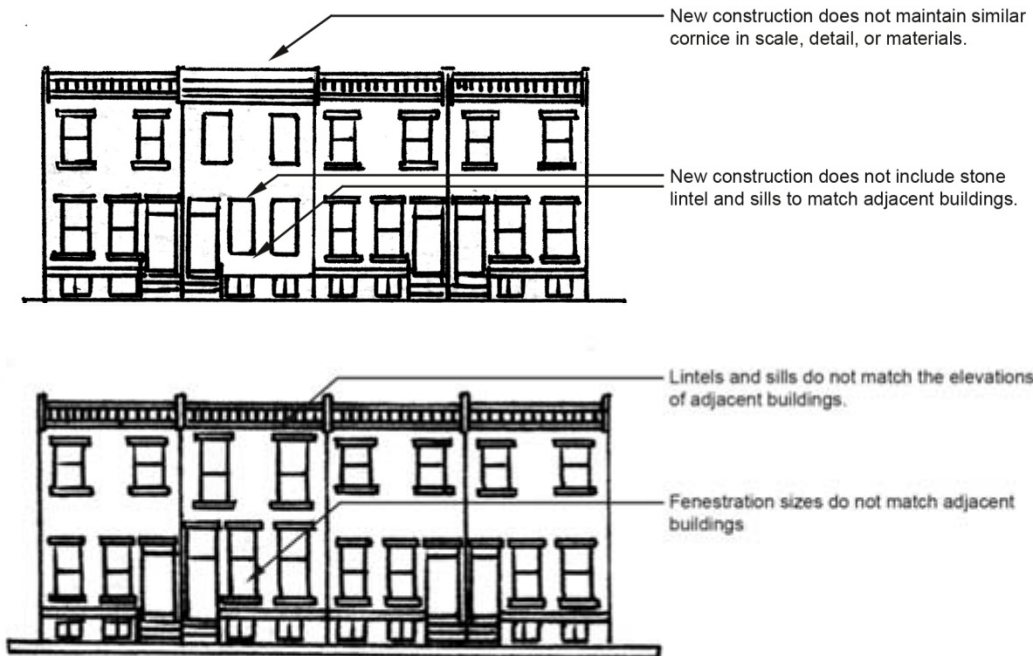 New construction does not maintain similar
cornice in scale, detail, or materials.
New construction does not include stone
lintel and sills to match adjacent buildings.
Lintels and sills do not match the elevations
of adjacent buildings.
Fenestration sizes do not match adjacent
buildings